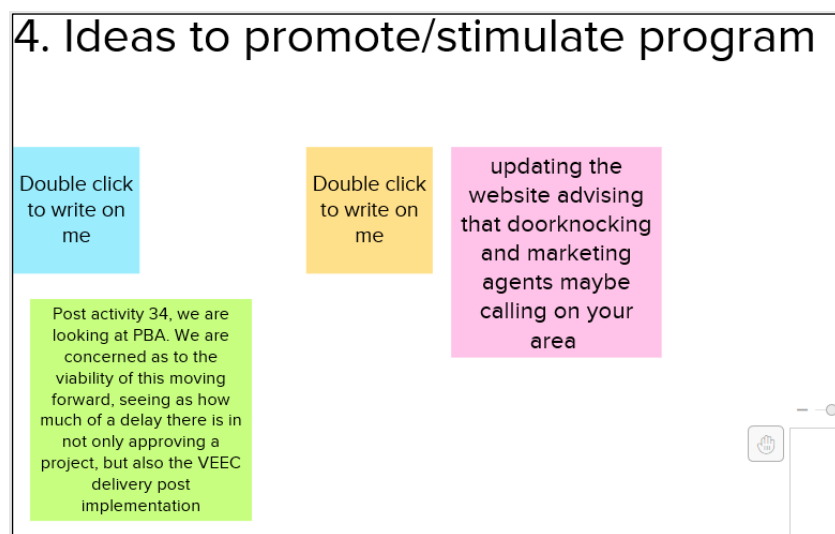 4. Ideas to promote/stimulate program
Double click
to write on
me
Double click
to write on
me
updating the
website advising
that doorknocking
and marketing
agents maybe
calling on your
area
Post activity 34, we are
looking at PBA. We are
concerned as to the
viability of this moving
forward, seeing as how
much of a delay there is in
not only approving a
project, but also the VEEC
delivery post
implementation